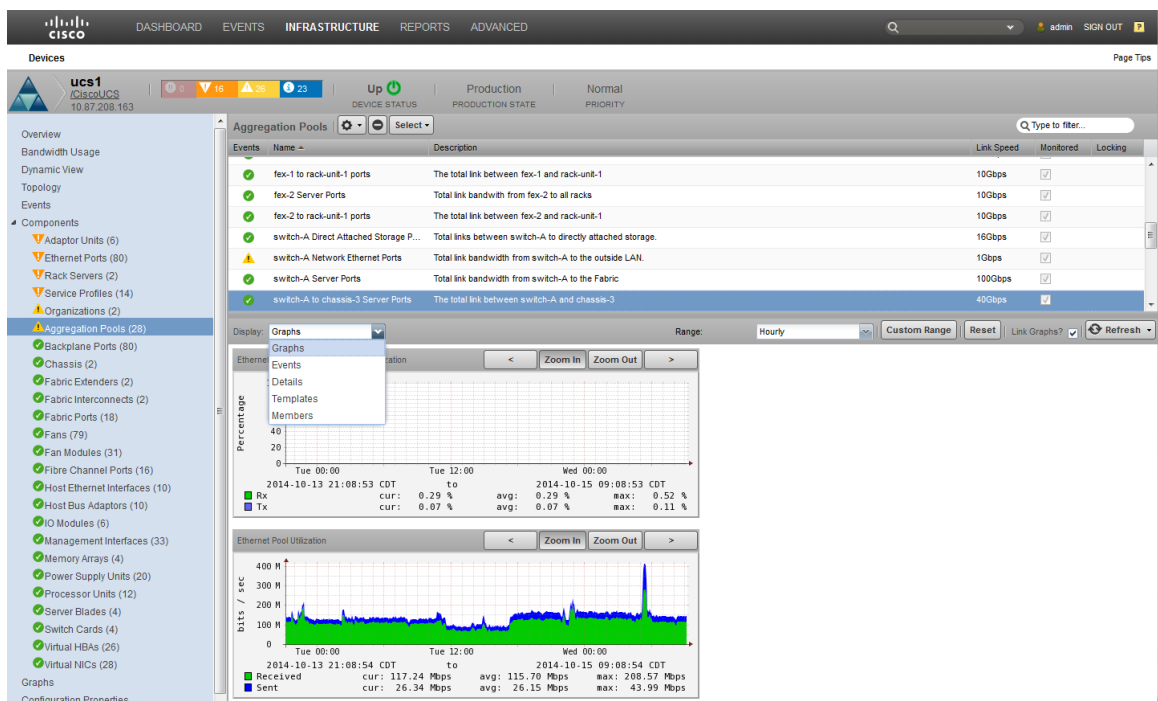 cisco DASHBOARD EVENTS INFRASTRUCTURE REPORTS ADVANCED admin SIGN OUT ?
Devices Page Tips
ucs1
/CiscoUCS
10.87.208.163
0 16 26 23
Up
DEVICE STATUS
Production
PRODUCTION STATE
Normal
PRIORITY
Overview
Bandwidth Usage
Dynamic View
Topology
Events
Components
Adaptor Units (6)
Ethernet Ports (80)
Rack Servers (2)
Service Profiles (14)
Organizations (2)
Aggregation Pools (28)
Backplane Ports (80)
Chassis (2)
Fabric Extenders (2)
Fabric Interconnects (2)
Fabric Ports (18)
Fans (79)
Fan Modules (31)
Fibre Channel Ports (16)
Host Ethernet Interfaces (10)
Host Bus Adaptors (10)
IO Modules (6)
Management Interfaces (33)
Memory Arrays (4)
Power Supply Units (20)
Processor Units (12)
Server Blades (4)
Switch Cards (4)
Virtual HBAs (26)
Virtual NICs (28)
Graphs
Configuration Properties
Aggregation Pools Select Type to filter...
Events Name Description Link Speed Monitored Locking
fex-1 to rack-unit-1 ports The total link between fex-1 and rack-unit-1 10Gbps
fex-2 Server Ports Total link bandwith from fex-2 to all racks 10Gbps
fex-2 to rack-unit-1 ports The total link between fex-2 and rack-unit-1 10Gbps
switch-A Direct Attached Storage P... Total links between switch-A to directly attached storage. 16Gbps
switch-A Network Ethernet Ports Total link bandwidth from switch-A to the outside LAN. 1Gbps
switch-A Server Ports Total link bandwidth from switch-A to the Fabric 100Gbps
switch-A to chassis-3 Server Ports The total link between switch-A and chassis-3 40Gbps
Display: Graphs Range: Hourly Custom Range Reset Link Graphs? Refresh
Graphs
Events
Details
Templates
Members
< Zoom In Zoom Out >
Percentage
40
20
0
Tue 00:00 Tue 12:00 Wed 00:00
2014-10-13 21:08:53 CDT to 2014-10-15 09:08:53 CDT
Rx cur: 0.29 % avg: 0.29 % max: 0.52 %
Tx cur: 0.07 % avg: 0.07 % max: 0.11 %
Ethernet Pool Utilization < Zoom In Zoom Out >
bits / sec
400 M
300 M
200 M
100 M
0
Tue 00:00 Tue 12:00 Wed 00:00
2014-10-13 21:08:54 CDT to 2014-10-15 09:08:54 CDT
Received cur: 117.24 Mbps avg: 115.70 Mbps max: 208.57 Mbps
Sent cur: 26.34 Mbps avg: 26.15 Mbps max: 43.99 Mbps